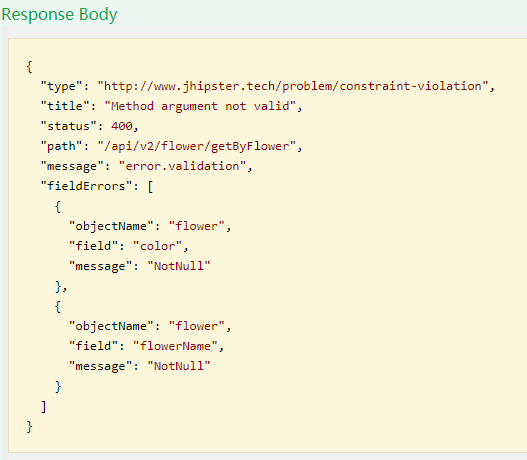 Response Body
{
"type": "http://www.jhipster.tech/problem/constraint-violation",
"title": "Method argument not valid",
"status": 400,
"path": "/api/v2/flower/getByFlower",
"message": "error.validation",
"fieldErrors": [
{
"objectName": "flower",
"field": "color",
"message": "NotNull"
},
{
"objectName": "flower",
"field": "flowerName",
"message": "NotNull"
}
]
}